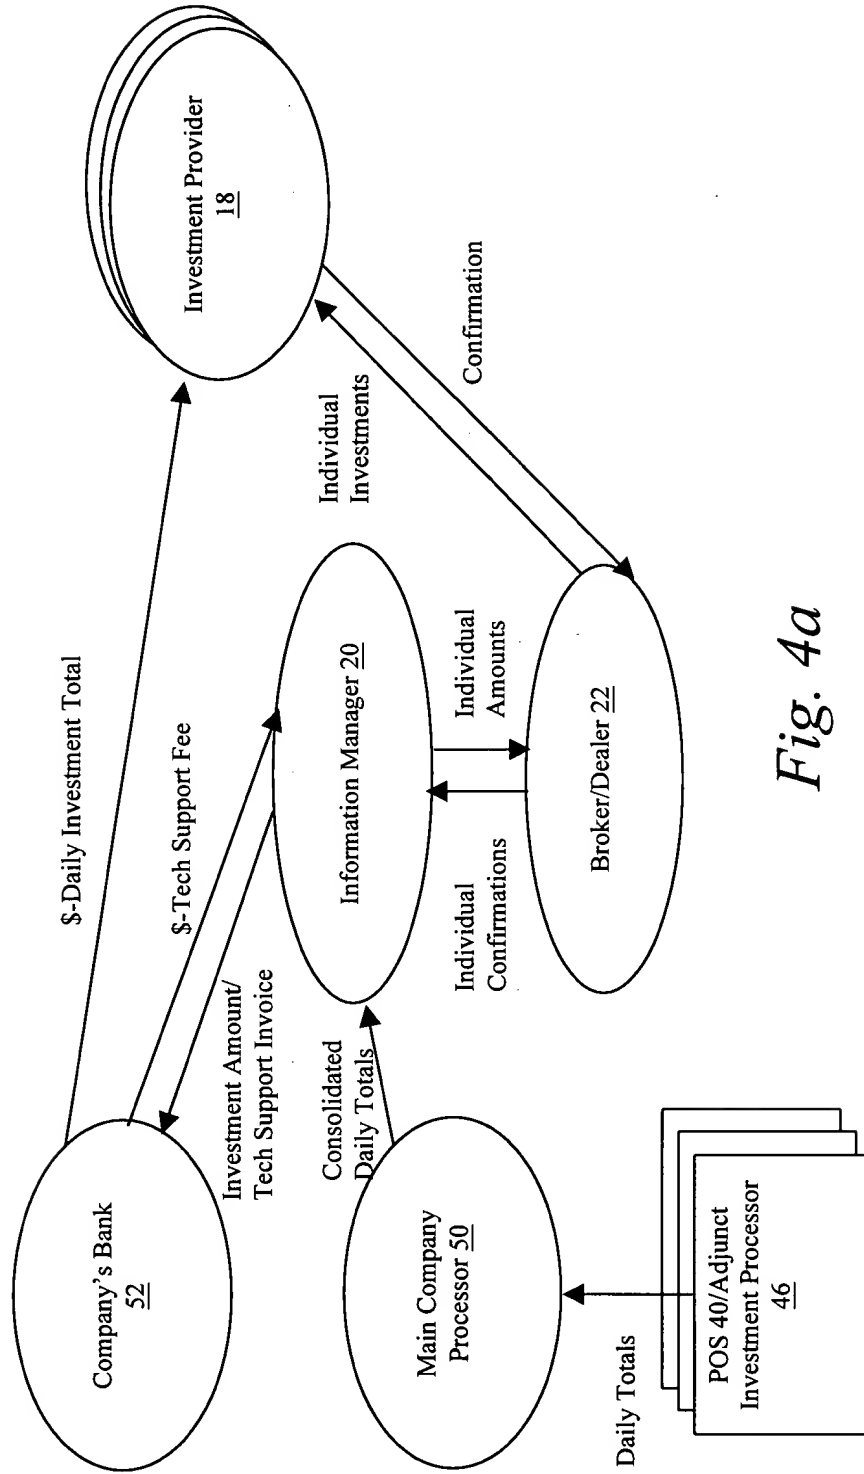 $-Daily Investment Total
$-Tech Support Fee
Company's Bank
52
Investment Amount/
Tech Support Invoice
Investment Provider
18
Individual
Investments
Confirmation
Consolidated
Daily Totals
Information Manager 20
Main Company
Processor 50
Individual
Confirmations
Individual
Amounts
Broker/Dealer 22
Daily Totals
POS 40/Adjunct
Investment Processor
46
Fig. 4a